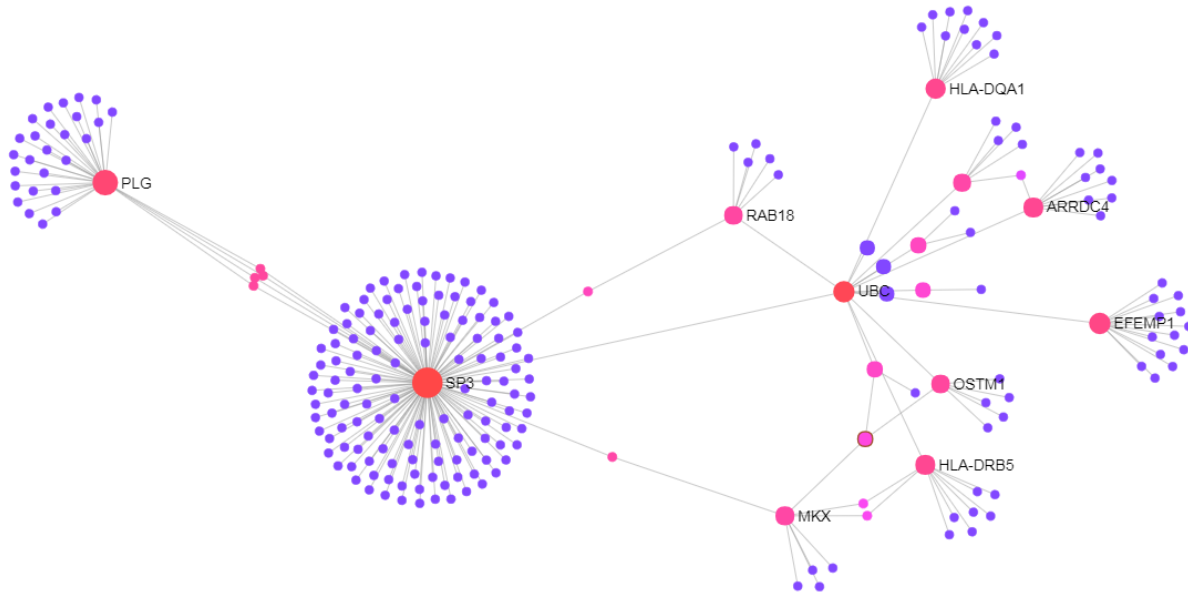 HLA-DQA1
PLG
ARRDC4
RAB18
UBC
EFEMP1
SP3
OSTM1
HLA-DRB5
MKX